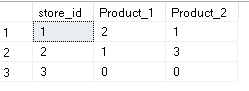 store_id Product_1 Product_2
1 1 2 1
2 2 1 3
3 3 0 0